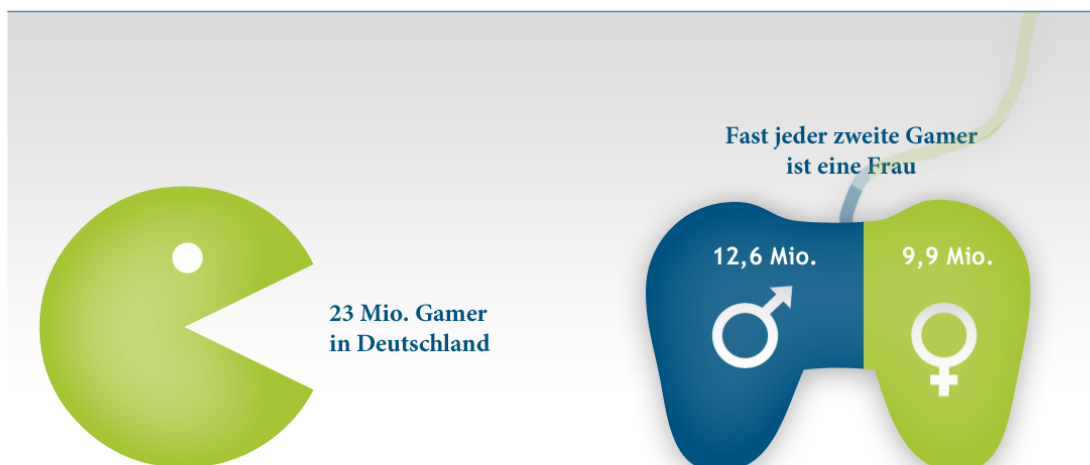 Fast jeder zweite Gamer
ist eine Frau
12,6 Mio.
9,9 Mio.
23 Mio. Gamer
in Deutschland